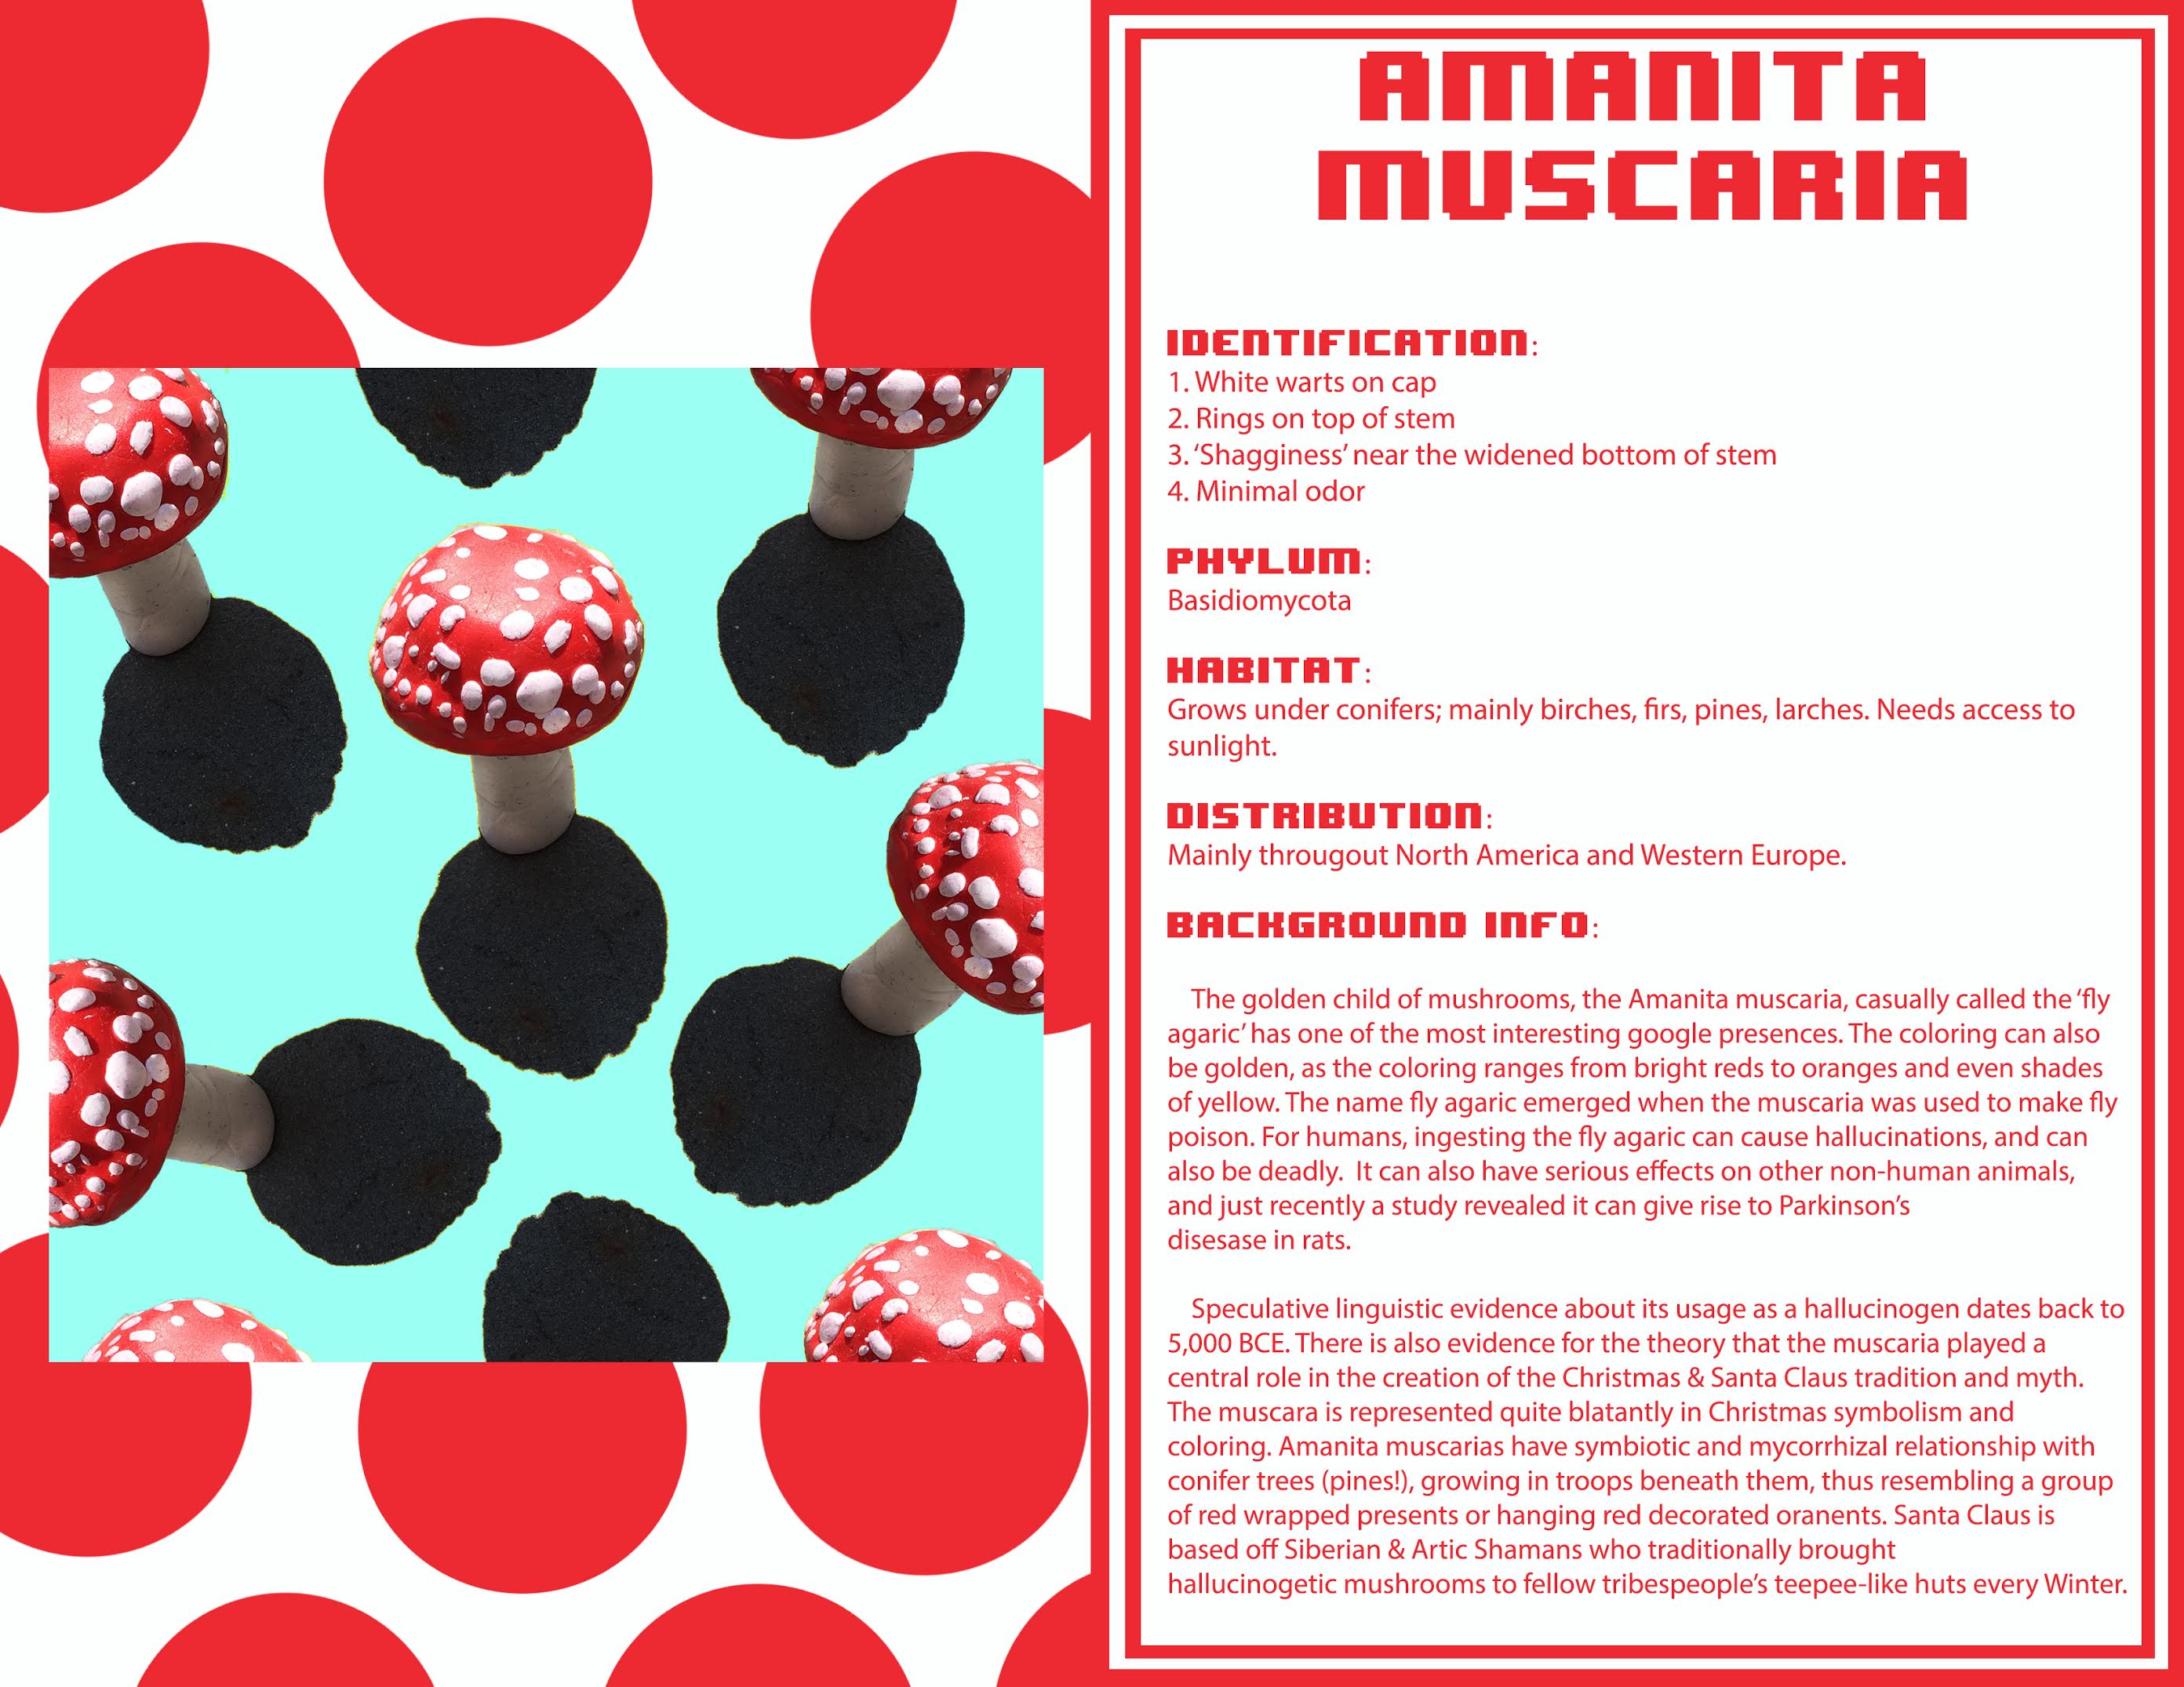 AMANITA
MUSCARIA
IDENTIFICATION:
1. White warts on cap
2. Rings on top of stem
3. ‘Shagginess’ near the widened bottom of stem
4. Minimal odor
PHYLUM:
Basidiomycota
HABITAT:
Grows under conifers; mainly birches, firs, pines, larches. Needs access to
sunlight.
DISTRIBUTION:
Mainly througout North America and Western Europe.
BACKGROUND INFO:
The golden child of mushrooms, the Amanita muscaria, casually called the ‘fly
agaric’ has one of the most interesting google presences. The coloring can also
be golden, as the coloring ranges from bright reds to oranges and even shades
of yellow. The name fly agaric emerged when the muscaria was used to make fly
poison. For humans, ingesting the fly agaric can cause hallucinations, and can
also be deadly.  It can also have serious effects on other non-human animals,
and just recently a study revealed it can give rise to Parkinson’s
disesase in rats.
Speculative linguistic evidence about its usage as a hallucinogen dates back to
5,000 BCE. There is also evidence for the theory that the muscaria played a
central role in the creation of the Christmas & Santa Claus tradition and myth.
The muscara is represented quite blatantly in Christmas symbolism and
coloring. Amanita muscarias have symbiotic and mycorrhizal relationship with
conifer trees (pines!), growing in troops beneath them, thus resembling a group
of red wrapped presents or hanging red decorated oranents. Santa Claus is
based off Siberian & Artic Shamans who traditionally brought
hallucinogetic mushrooms to fellow tribespeople’s teepee-like huts every Winter.